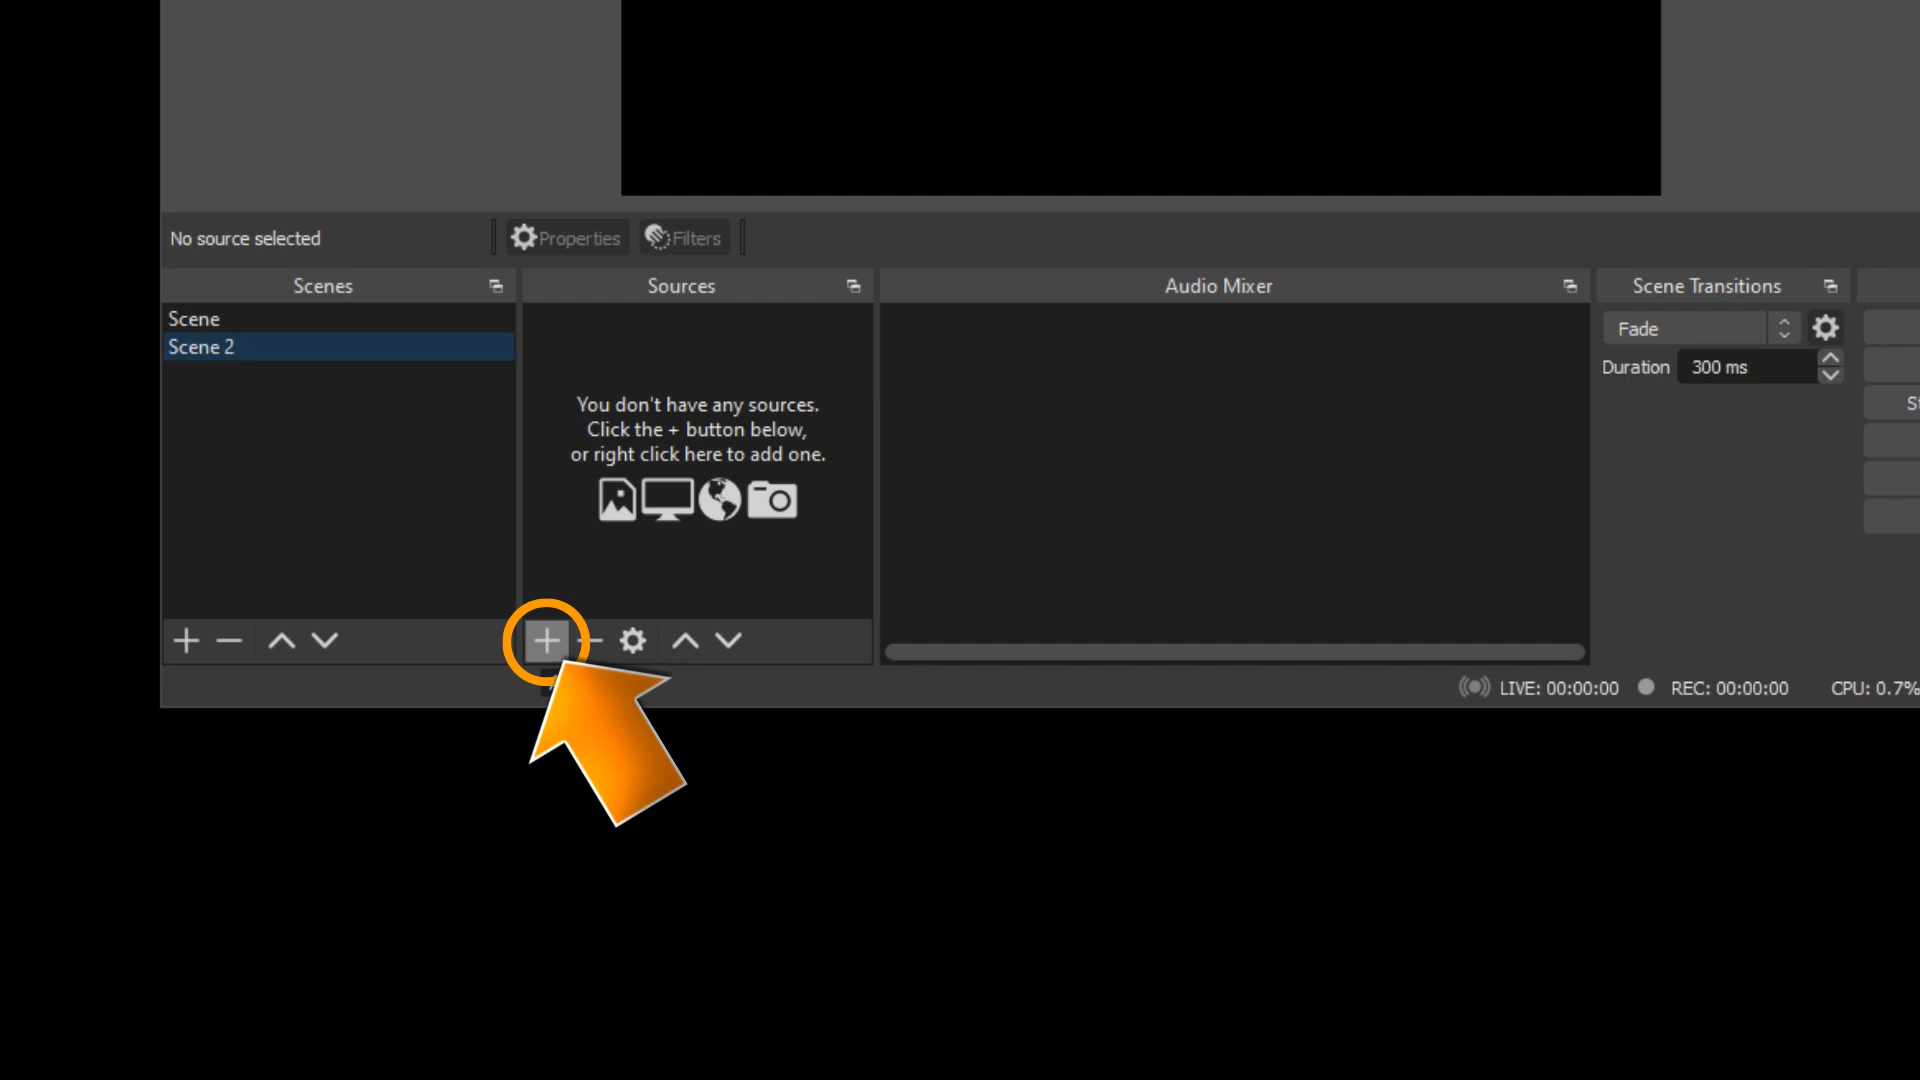 No source selected
Properties
Filters
Scenes
Sources
Audio Mixer
Scene Transitions
Scene
Scene 2
You don't have any sources.
Click the + button below,
or right click here to add one.
Fade
Duration
300 ms
LIVE: 00:00:00
REC: 00:00:00
CPU: 0.7%